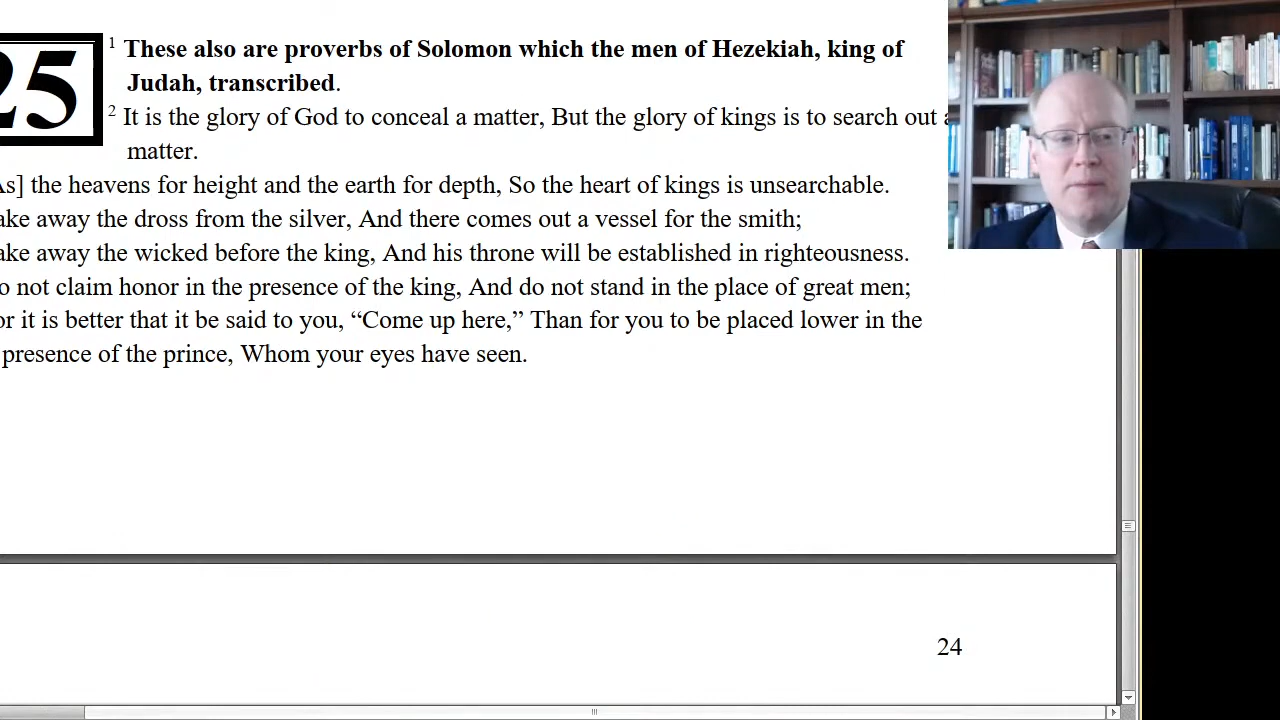 25
1 These also are proverbs of Solomon which the men of Hezekiah, king of
Judah, transcribed.
2 It is the glory of God to conceal a matter, But the glory of kings is to search out a
matter.
As] the heavens for height and the earth for depth, So the heart of kings is unsearchable.
ake away the dross from the silver, And there comes out a vessel for the smith;
ake away the wicked before the king, And his throne will be established in righteousness.
o not claim honor in the presence of the king, And do not stand in the place of great men;
or it is better that it be said to you, “Come up here,” Than for you to be placed lower in the
presence of the prince, Whom your eyes have seen.
24